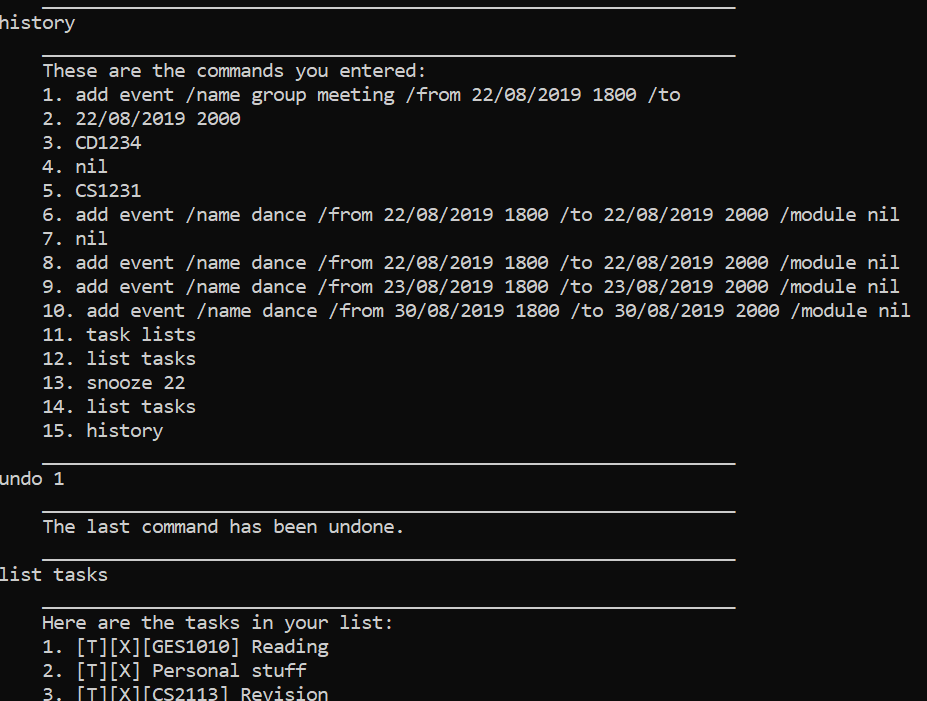 history
These are the commands you entered:
1. add event /name group meeting /from 22/08/2019 1800 /to
2. 22/08/2019 2000
3. CD1234
4. nil
5. CS1231
6. add event /name dance /from 22/08/2019 1800 /to 22/08/2019 2000 /module nil
7. nil
8. add event /name dance /from 22/08/2019 1800 /to 22/08/2019 2000 /module nil
9. add event /name dance /from 23/08/2019 1800 /to 23/08/2019 2000 /module nil
10. add event /name dance /from 30/08/2019 1800 /to 30/08/2019 2000 /module nil
11. task lists
12. list tasks
13. snooze 22
14. list tasks
15. history
undo 1
The last command has been undone.
list tasks
Here are the tasks in your list:
1. [T][X][GES1010] Reading
2. [T][X] Personal stuff
3. [T][X][CS2113] Revision